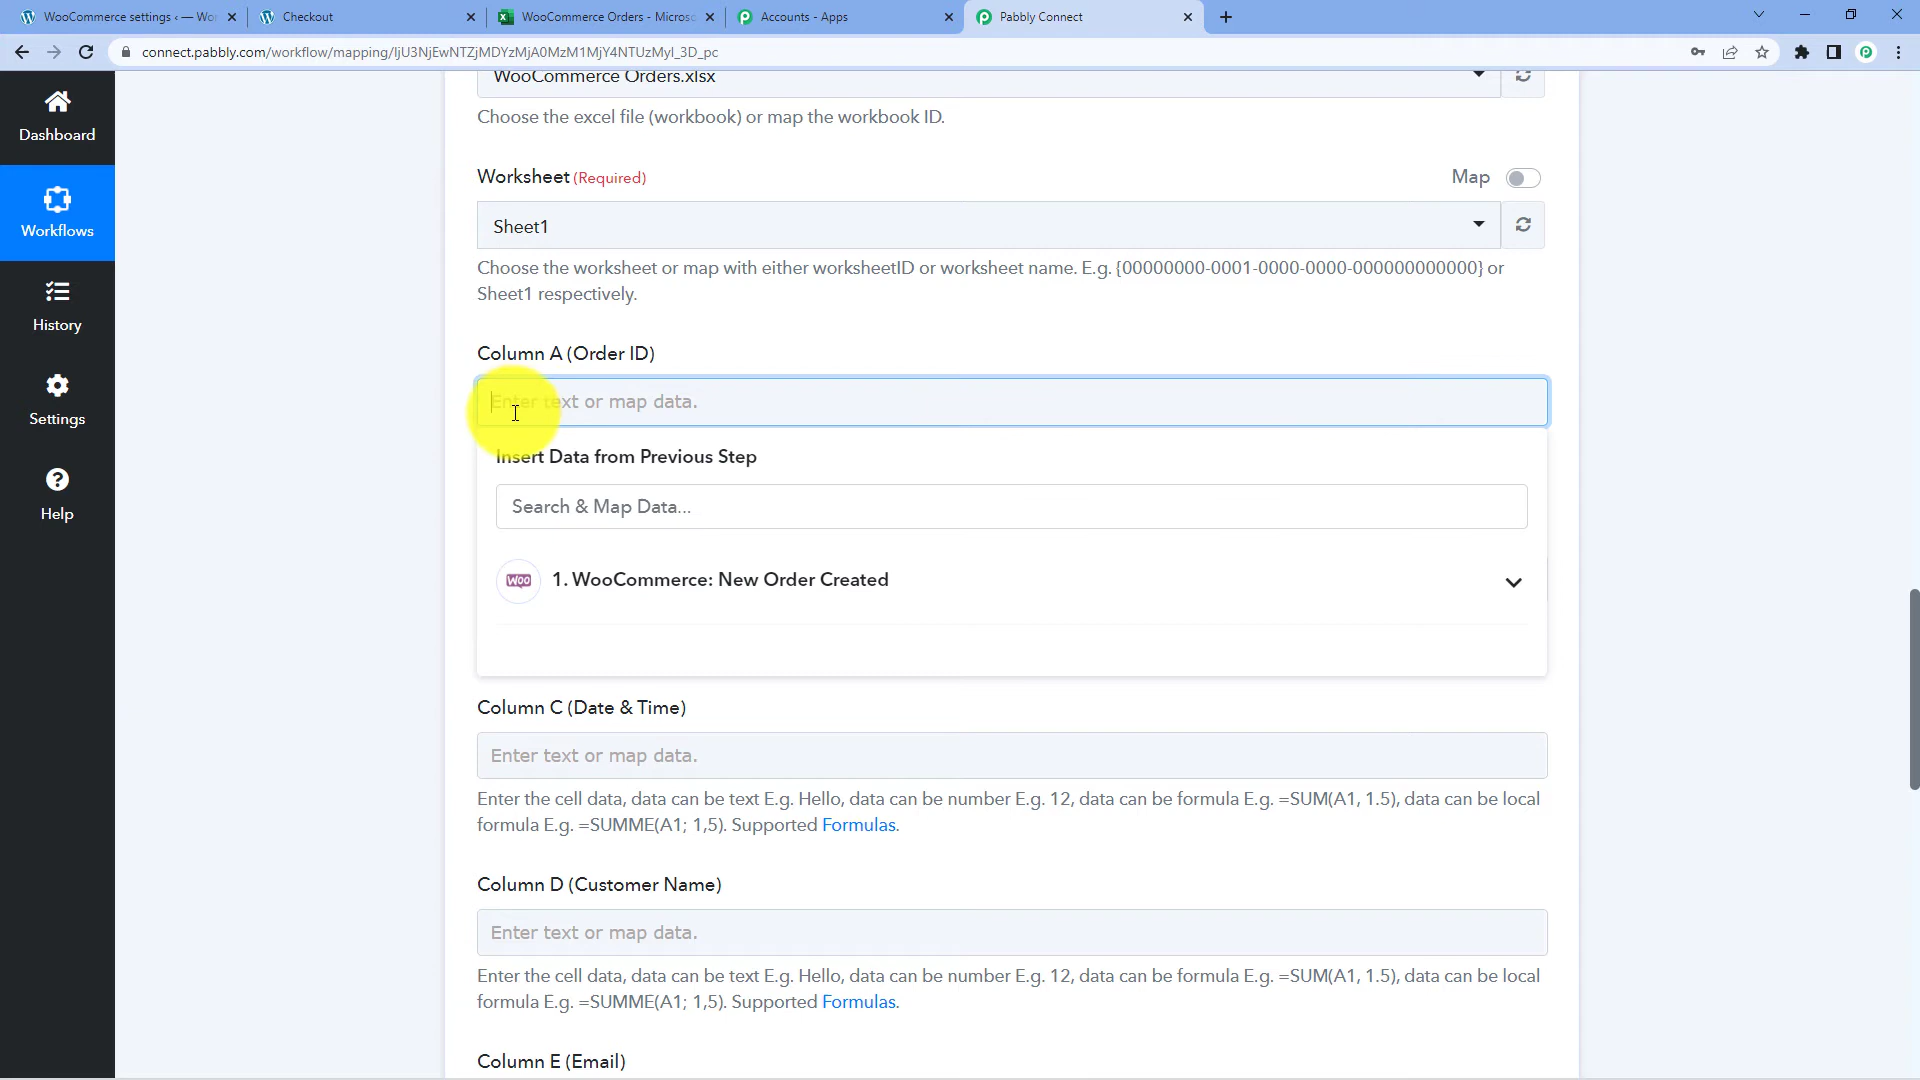 WooCommerce settings ‹ — Wor
Checkout
WooCommerce Orders - Microso
Accounts - Apps
Pabbly Connect
connect.pabbly.com/workflow/mapping/IjU3NjEwNTZjMDYzMjA0MzM1MjY4NTUzMyI_3D_pc
Dashboard
Workflows
History
Settings
Help
WooCommerce Orders.xlsx
Choose the excel file (workbook) or map the workbook ID.
Worksheet (Required)
Map
Sheet1
Choose the worksheet or map with either worksheetID or worksheet name. E.g. {00000000-0001-0000-0000-000000000000} or
Sheet1 respectively.
Column A (Order ID)
Enter text or map data.
Insert Data from Previous Step
Search & Map Data...
WOO
1. WooCommerce: New Order Created
Column C (Date & Time)
Enter text or map data.
Enter the cell data, data can be text E.g. Hello, data can be number E.g. 12, data can be formula E.g. =SUM(A1, 1.5), data can be local
formula E.g. =SUMME(A1; 1,5). Supported Formulas.
Column D (Customer Name)
Enter text or map data.
Enter the cell data, data can be text E.g. Hello, data can be number E.g. 12, data can be formula E.g. =SUM(A1, 1.5), data can be local
formula E.g. =SUMME(A1; 1,5). Supported Formulas.
Column E (Email)